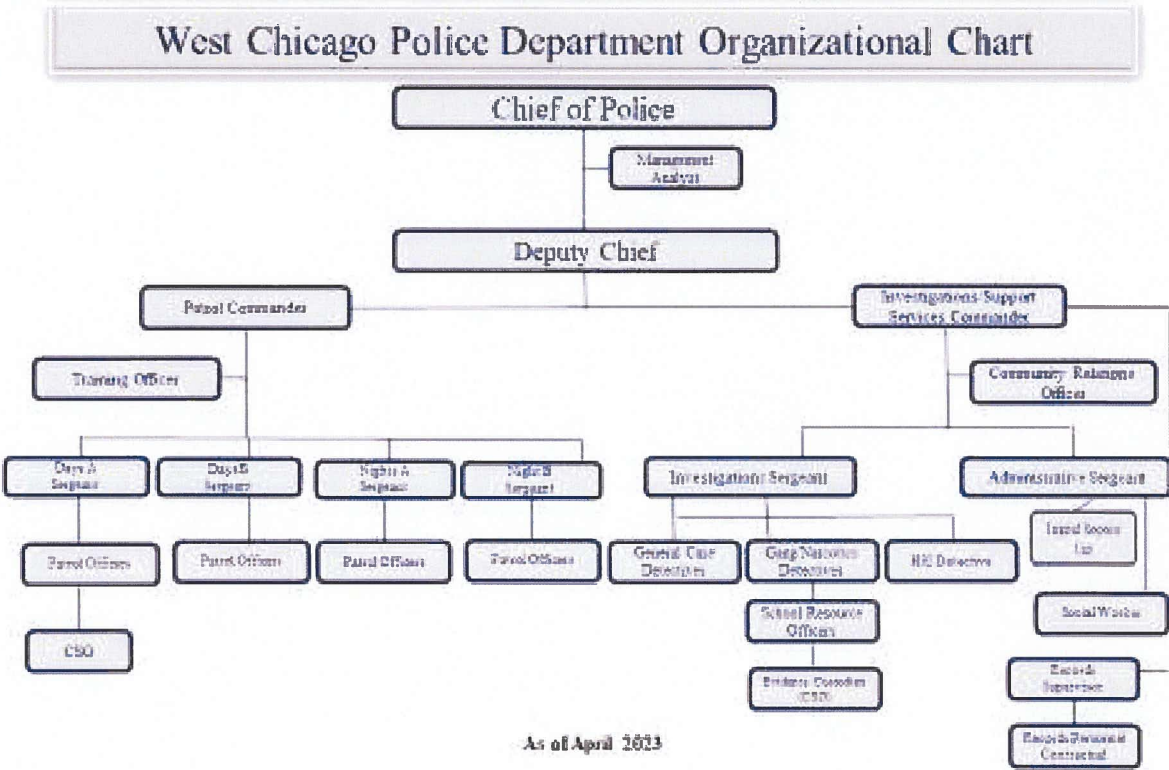 West Chicago Police Department Organizational Chart
Chief of Police
Management
Analyst
Deputy Chief
Patrol Commander
Investigations Support
Services Commander
Training Officer
Community Relations
Officer
Days A
Sergeant
Days B
Sergeant
Nights A
Sergeant
Nights B
Sergeant
Investigations Sergeant
Administrative Sergeant
Patrol Officers
Patrol Officers
Patrol Officers
Patrol Officers
General Case
Detectives
Gang Narcotics
Detectives
Detective
School Resource
Officers
Social Worker
CSO
Evidence Custodian
(CSO)
Records
Supervisor
Records Personnel
Contractual
As of April 2023